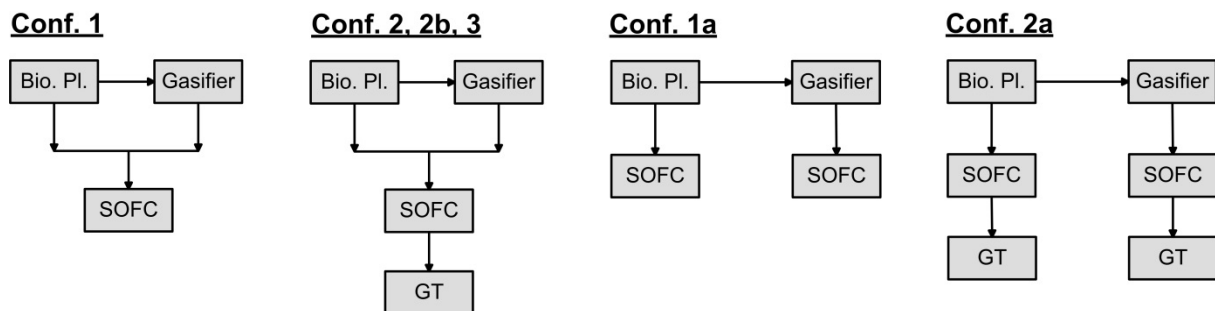 Conf. 1
Bio. Pl.
Gasifier
SOFC
Conf. 2, 2b, 3
Bio. Pl.
Gasifier
SOFC
GT
Conf. 1a
Bio. Pl.
Gasifier
SOFC
SOFC
Conf. 2a
Bio. Pl.
Gasifier
SOFC
SOFC
GT
GT